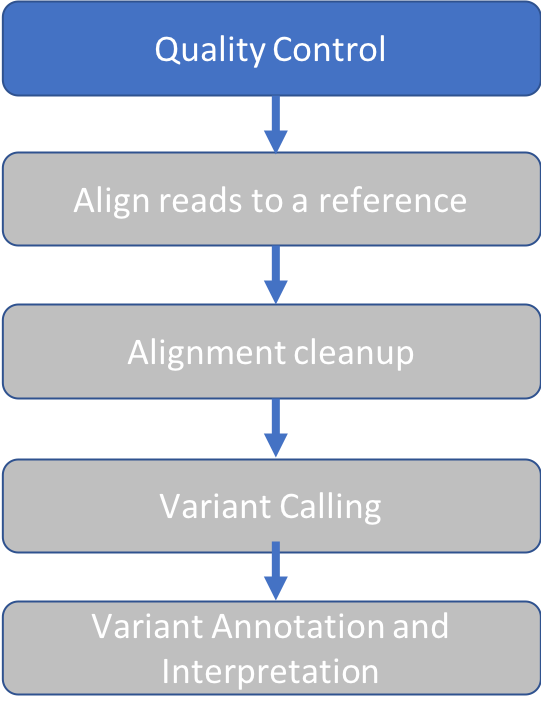 Quality Control
Align reads to a reference
Alignment cleanup
Variant Calling
Variant Annotation and
Interpretation